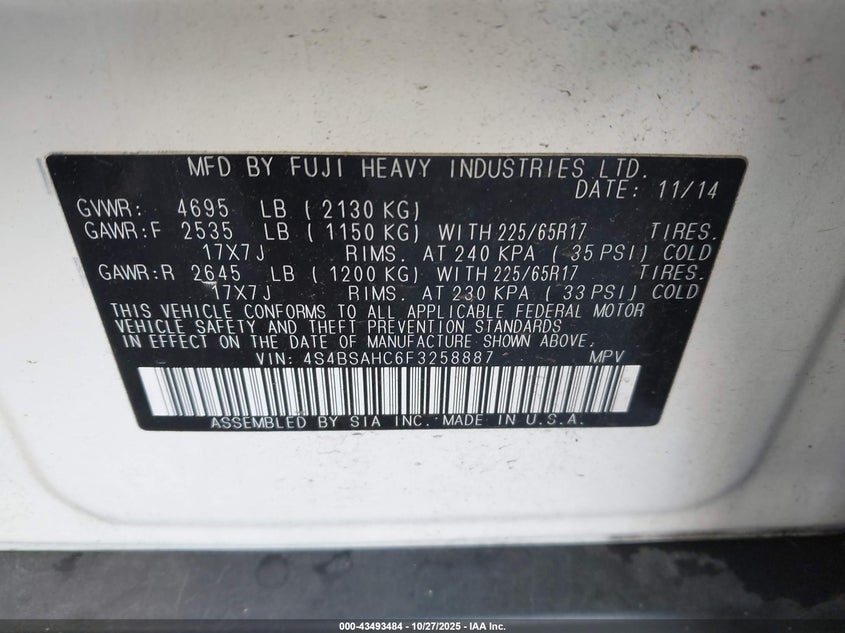 MFD BY FUJI HEAVY INDUSTRIES LTD.
DATE: 11/14
GVWR: 4695 LB ( 2130 KG)
GAWR:F 2535 LB ( 1150 KG) WITH 225/65R17 TIRES.
17X7J RIMS. AT 240 KPA ( 35 PSI) COLD
GAWR:R 2645 LB ( 1200 KG) WITH 225/65R17 TIRES.
17X7J RIMS. AT 230 KPA ( 33 PSI) COLD
THIS VEHICLE CONFORMS TO ALL APPLICABLE FEDERAL MOTOR
VEHICLE SAFETY AND THEFT PREVENTION STANDARDS
IN EFFECT ON THE DATE OF MANUFACTURE SHOWN ABOVE.
VIN: 4S4BSAHC6F3258887 MPV
ASSEMBLED BY SIA INC. MADE IN U.S.A.
000-43493484 - 10/27/2025 - IAA Inc.